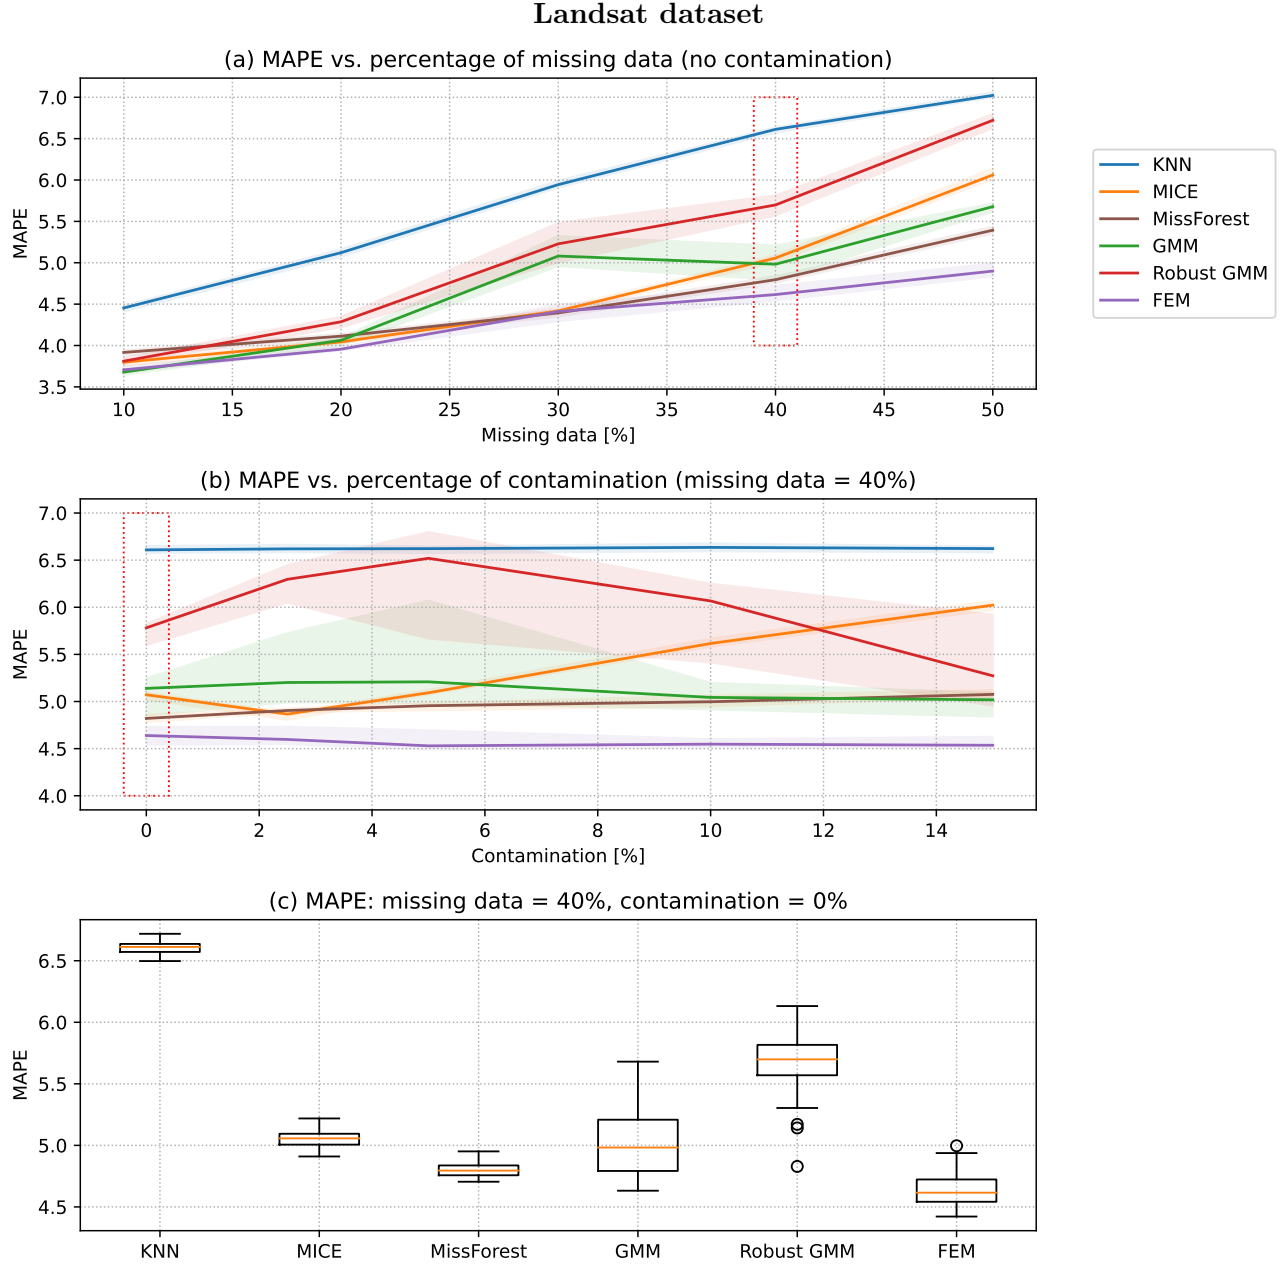 Landsat dataset
(a) MAPE vs. percentage of missing data (no contamination)
7.0
6.5
6.0
5.5
5.0
4.5
4.0
3.5
MAPE
10 15 20 25 30 35 40 45 50
Missing data [%]
KNN
MICE
MissForest
GMM
Robust GMM
FEM
(b) MAPE vs. percentage of contamination (missing data = 40%)
7.0
6.5
6.0
5.5
5.0
4.5
4.0
MAPE
0 2 4 6 8 10 12 14
Contamination [%]
(c) MAPE: missing data = 40%, contamination = 0%
6.5
6.0
5.5
5.0
4.5
MAPE
KNN MICE MissForest GMM Robust GMM FEM